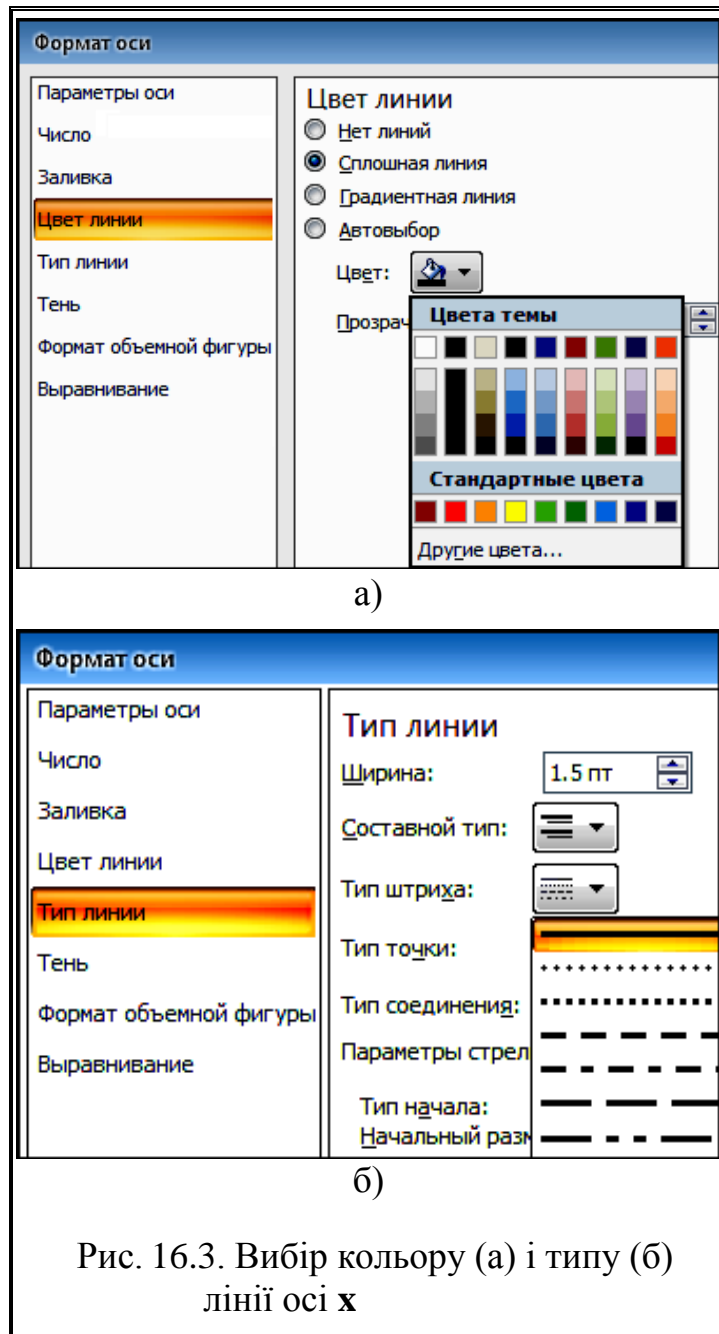 Формат оси
Параметры оси
Число
Заливка
Цвет линии
Тип линии
Тень
Формат объемной фигуры
Выравнивание
Цвет линии
Нет линий
Сплошная линия
Градиентная линия
Автовыбор
Цвет:
Прозрач
Цвета темы
Стандартные цвета
Другие цвета...
а)
Формат оси
Параметры оси
Число
Заливка
Цвет линии
Тип линии
Тень
Формат объемной фигуры
Выравнивание
Тип линии
Ширина: 1.5 пт
Составной тип:
Тип штриха:
Тип точки:
Тип соединения:
Параметры стрел
Тип начала:
Начальный разм
б)
Рис. 16.3. Вибір кольору (а) і типу (б)
лінії осі x